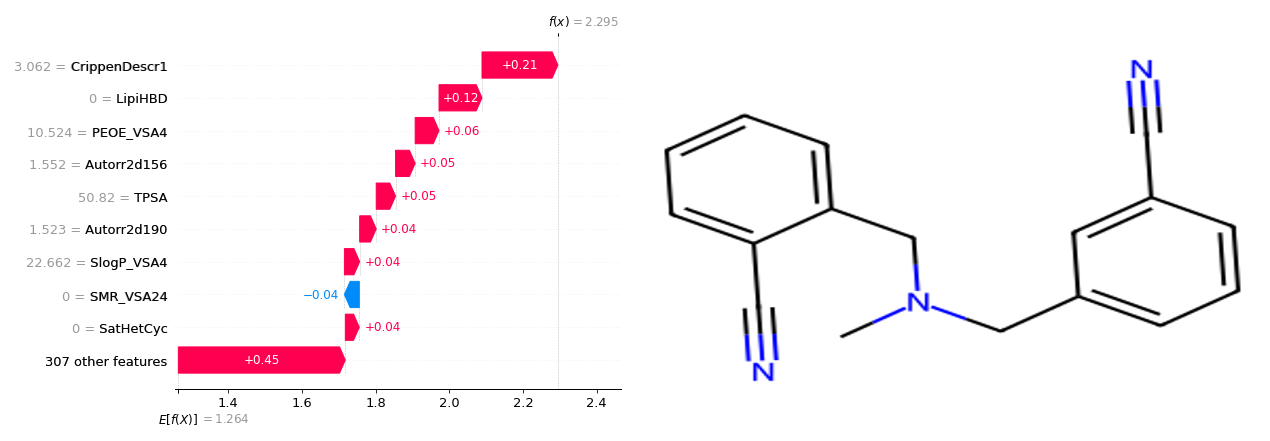 f(x) = 2.295
3.062 = CrippenDescr1 +0.21
0 = LipiHBD +0.12
10.524 = PEOE_VSA4 +0.06
1.552 = Autorr2d156 +0.05
50.82 = TPSA +0.05
1.523 = Autorr2d190 +0.04
22.662 = SlogP_VSA4 +0.04
0 = SMR_VSA24 −0.04
0 = SatHetCyc +0.04
307 other features +0.45
1.4 1.6 1.8 2.0 2.2 2.4
E[f(X)] = 1.264
N
N
N